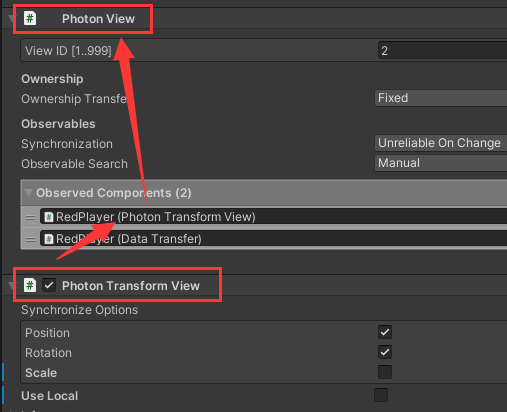 Photon View
View ID [1..999] 2
Ownership
Ownership Transfe Fixed
Observables
Synchronization Unreliable On Change
Observable Search Manual
Observed Components (2)
# RedPlayer (Photon Transform View)
# RedPlayer (Data Transfer)
# Photon Transform View
Synchronize Options
Position
Rotation
Scale
Use Local